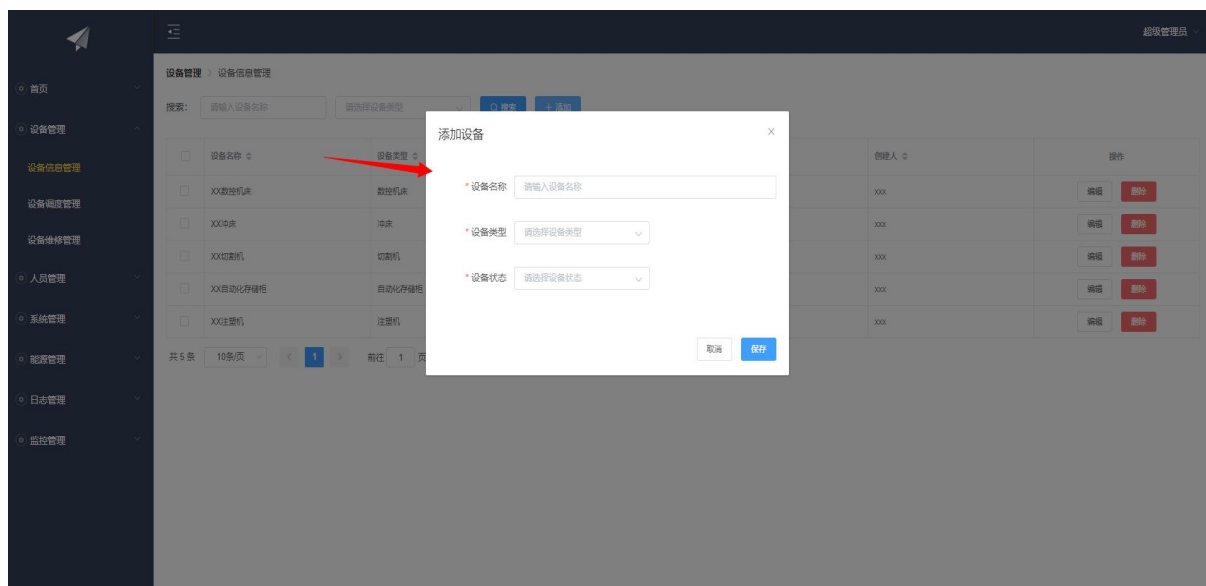 超级管理员
首页
设备管理
设备信息管理
设备调度管理
设备维修管理
人员管理
系统管理
能源管理
日志管理
监控管理
设备管理 设备信息管理
搜索: 请输入设备名称 请选择设备类型 搜索 + 添加
设备名称 设备类型 创建人 操作
XX数控机床 数控机床 xxx 编辑 删除
XX冲床 冲床 xxx 编辑 删除
XX切割机 切割机 xxx 编辑 删除
XX自动化存储柜 自动化存储柜 xxx 编辑 删除
XX注塑机 注塑机 xxx 编辑 删除
共 5 条 10条/页 < 1 > 前往 1 页
添加设备 ×
* 设备名称 请输入设备名称
* 设备类型 请选择设备类型
* 设备状态 请选择设备状态
取消 保存